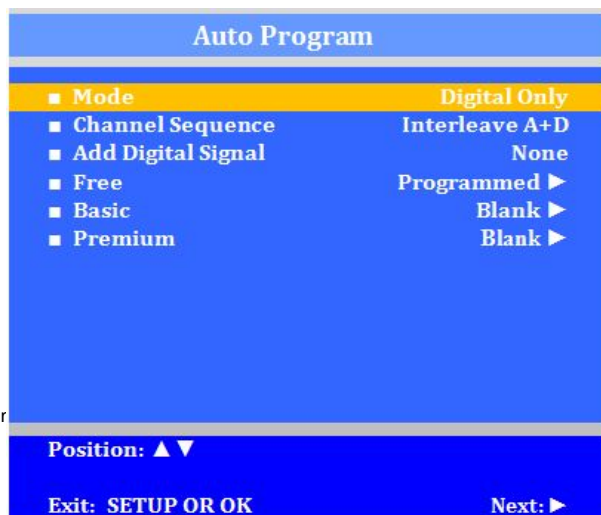 Auto Program
■ Mode Digital Only
■ Channel Sequence Interleave A+D
■ Add Digital Signal None
■ Free Programmed ►
■ Basic Blank ►
■ Premium Blank ►
r
Position: ▲ ▼
Exit: SETUP OR OK Next: ►